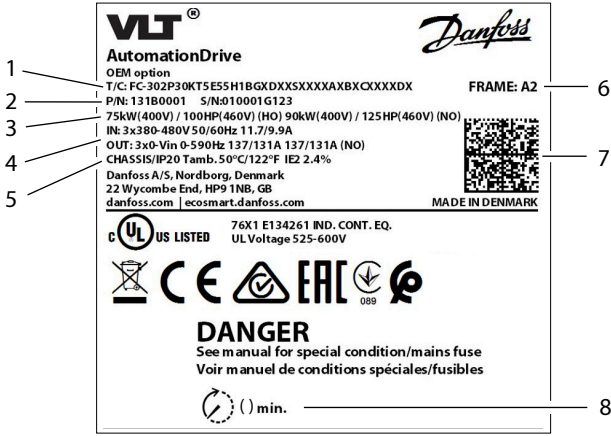 VLT®
Danfoss
AutomationDrive
OEM option
1
T/C: FC-302P30KT5E55H1BGXDXXSXXXXAXBXCXXXXDX
FRAME: A2
6
2
P/N: 131B0001 S/N:010001G123
3
75kW(400V) / 100HP(460V) (HO) 90kW(400V) / 125HP(460V) (NO)
IN: 3x380-480V 50/60Hz 11.7/9.9A
4
OUT: 3x0-Vin 0-590Hz 137/131A 137/131A (NO)
7
5
CHASSIS/IP20 Tamb. 50°C/122°F IE2 2.4%
Danfoss A/S, Nordborg, Denmark
22 Wycombe End, HP9 1NB, GB
danfoss.com | ecosmart.danfoss.com
MADE IN DENMARK
c UL US LISTED
76X1 E134261 IND. CONT. EQ.
UL Voltage 525-600V
CE
EAC
089
DANGER
See manual for special condition/mains fuse
Voir manuel de conditions spéciales/fusibles
( ) min.
8